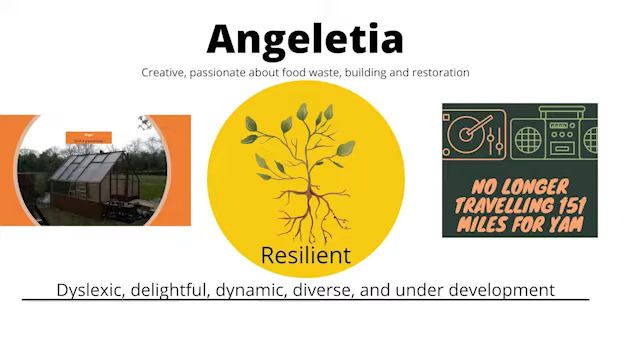 Angeletia
Creative, passionate about food waste, building and restoration
NO LONGER
TRAVELLING 151
MILES FOR YAM
Resilient
Dyslexic, delightful, dynamic, diverse, and under development